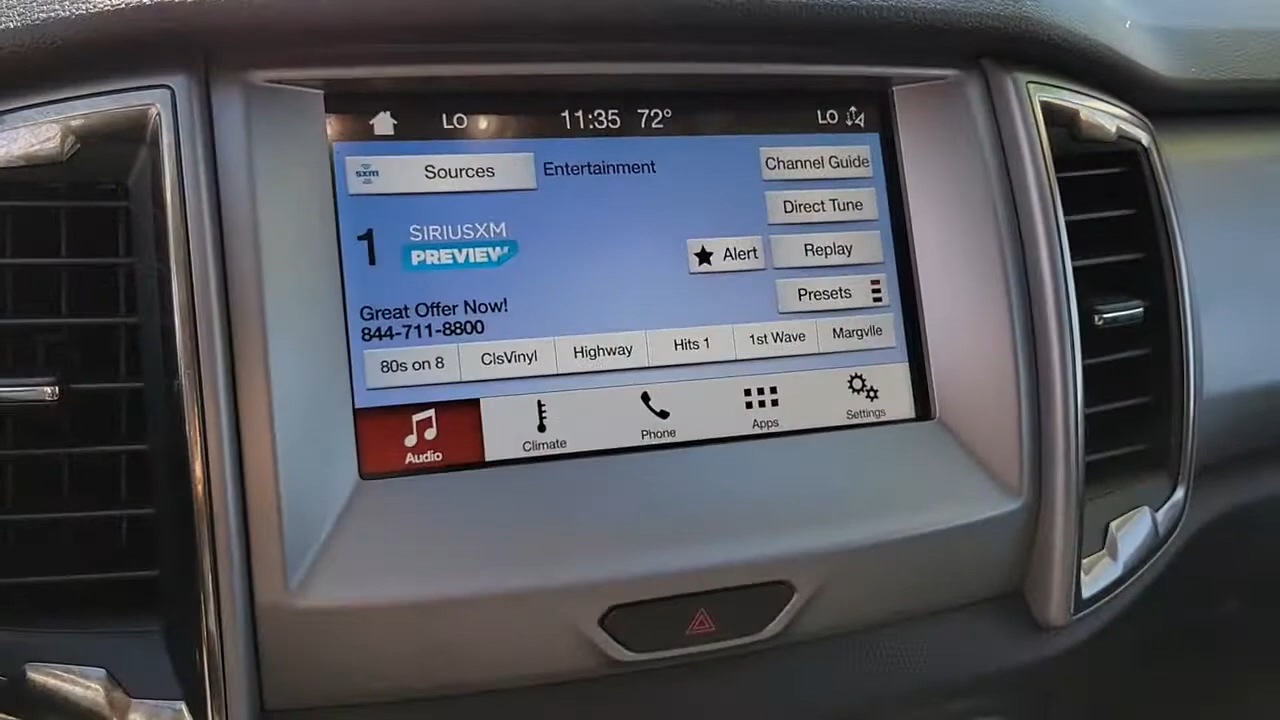 LO 11:35 72° LO
sxm Sources Entertainment Channel Guide
Direct Tune
1 SIRIUSXM
PREVIEW
Alert Replay
Presets
Great Offer Now!
844-711-8800
80s on 8 ClsVinyl Highway Hits 1 1st Wave Margvlle
Audio Climate Phone Apps Settings